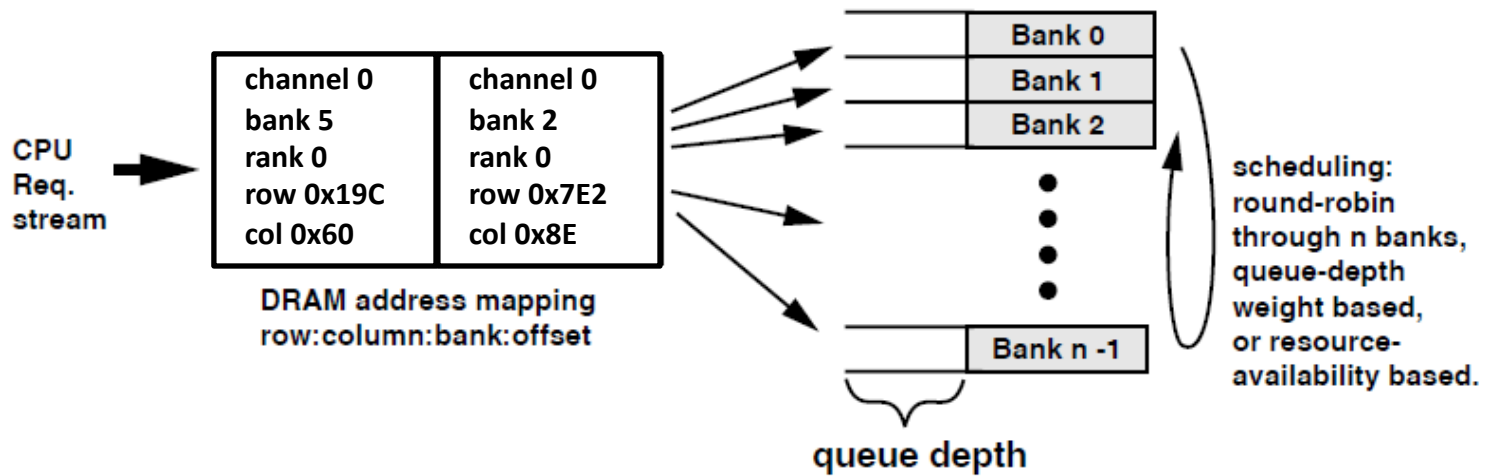 CPU
Req.
stream
channel 0
bank 5
rank 0
row 0x19C
col 0x60
channel 0
bank 2
rank 0
row 0x7E2
col 0x8E
DRAM address mapping
row:column:bank:offset
Bank 0
Bank 1
Bank 2
Bank n -1
queue depth
scheduling:
round-robin
through n banks,
queue-depth
weight based,
or resource-
availability based.